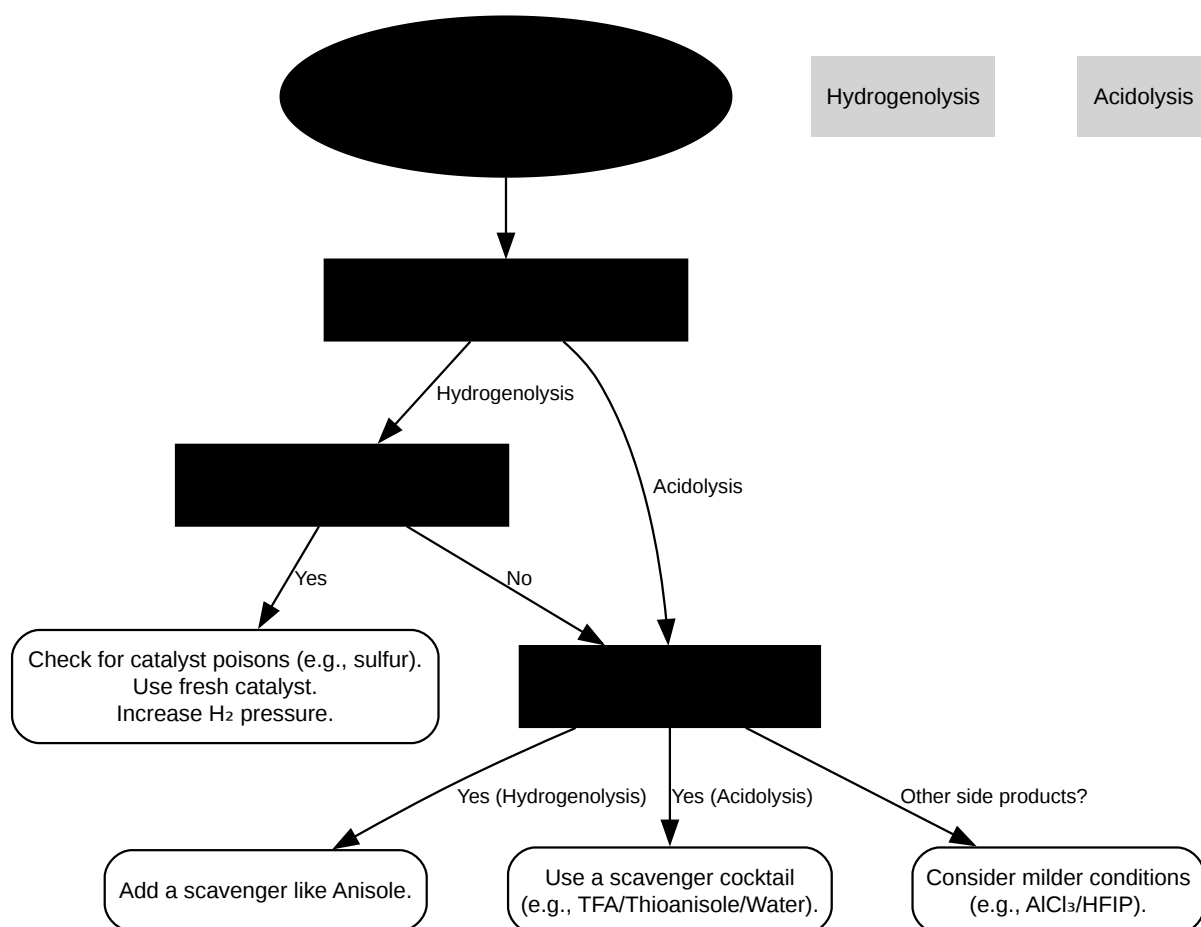 Hydrogenolysis
Acidolysis
Hydrogenolysis
Acidolysis
Yes
No
Check for catalyst poisons (e.g., sulfur).
Use fresh catalyst.
Increase H₂ pressure.
Yes (Hydrogenolysis)
Yes (Acidolysis)
Other side products?
Add a scavenger like Anisole.
Use a scavenger cocktail
(e.g., TFA/Thioanisole/Water).
Consider milder conditions
(e.g., AlCl₃/HFIP).